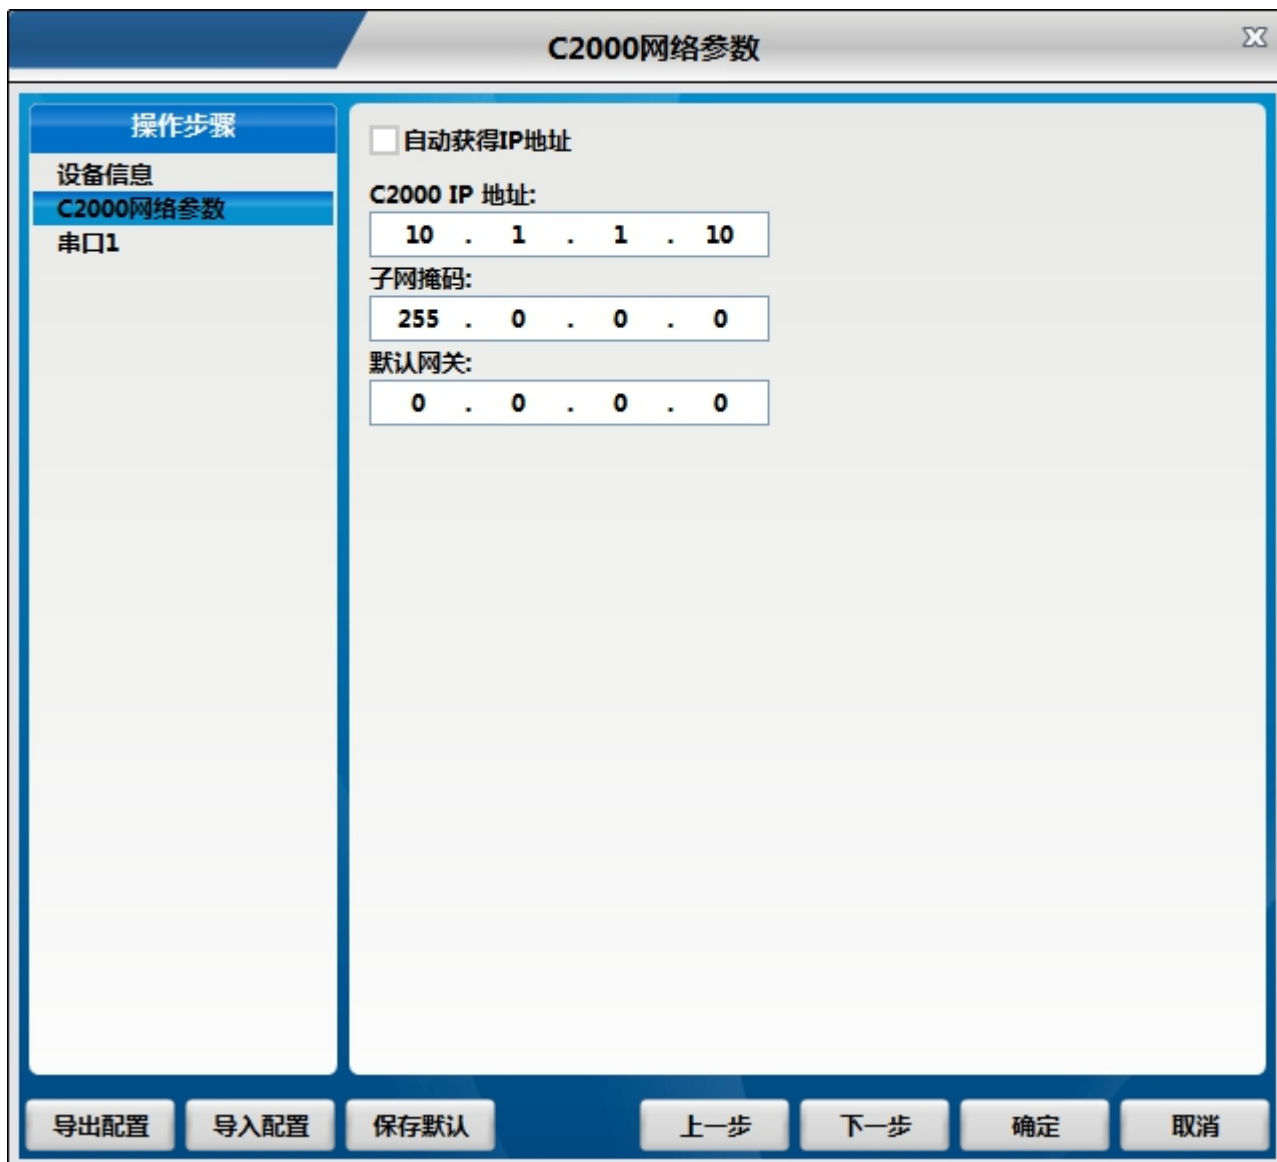 C2000网络参数
操作步骤
设备信息
C2000网络参数
串口1
自动获得IP地址
C2000 IP 地址:
10 . 1 . 1 . 10
子网掩码:
255 . 0 . 0 . 0
默认网关:
0 . 0 . 0 . 0
导出配置 导入配置 保存默认 上一步 下一步 确定 取消